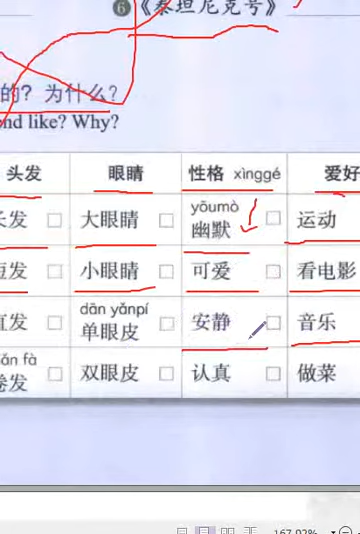 6 《泰坦尼克号》
的？为什么？
nd like? Why?
头发 眼睛 性格 xìnggé 爱好
长发 □ 大眼睛 □ yōumò 幽默 □ 运动
短发 □ 小眼睛 □ 可爱 □ 看电影
直发 □ dān yǎnpí 单眼皮 □ 安静 □ 音乐
ǎn fà 卷发 □ 双眼皮 □ 认真 □ 做菜
167.92%